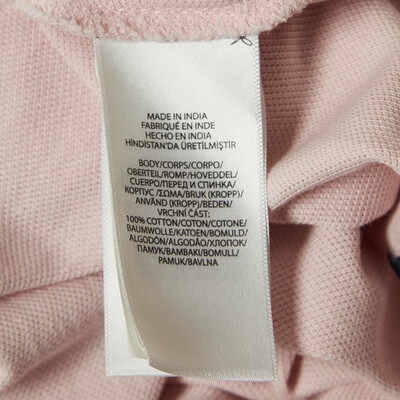 MADE IN INDIA
FABRIQUÉ EN INDE
HECHO EN INDIA
HİNDİSTAN'DA ÜRETİLMİŞTİR
BODY/CORPS/CORPO/
OBERTEIL/ROMP/HOVEDDEL/
CUERPO/ПЕРЕД И СПИНКА/
КОРПУС /ΣΩΜΑ/BRUK (KROPP)/
ANVÄND (KROPP)/BEDEN/
VRCHNÍ ČÁST:
100% COTTON/COTON/COTONE/
BAUMWOLLE/KATOEN/BOMULD/
ALGODÓN/ALGODÃO/ХЛОПОК/
ПАМУК/ΒΑΜΒΑΚΙ/BOMULL/
PAMUK/BAVLNA